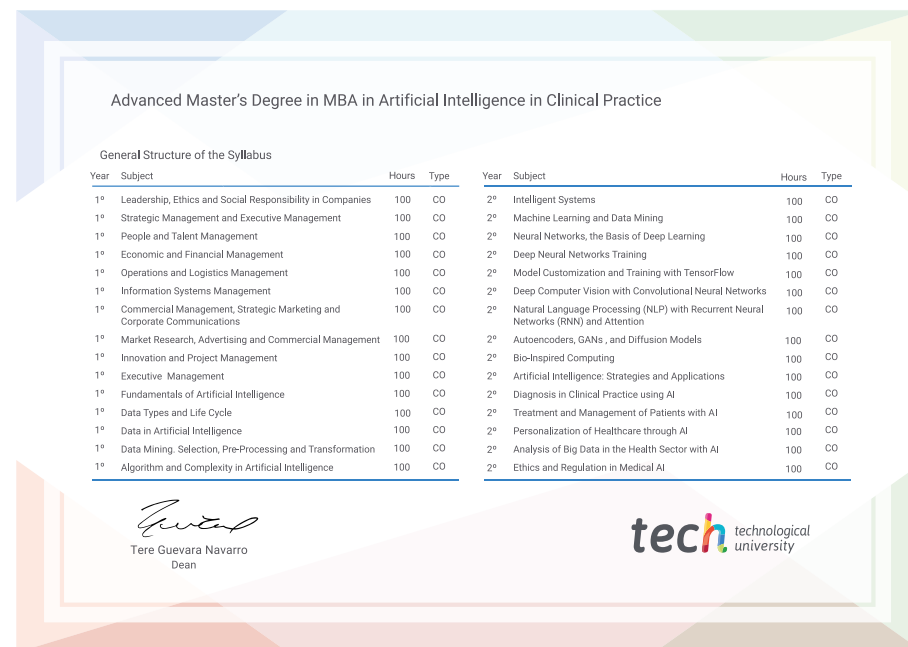 Advanced Master's Degree in MBA in Artificial Intelligence in Clinical Practice
General Structure of the Syllabus
Year Subject Hours Type
1º Leadership, Ethics and Social Responsibility in Companies 100 CO
1º Strategic Management and Executive Management 100 CO
1º People and Talent Management 100 CO
1º Economic and Financial Management 100 CO
1º Operations and Logistics Management 100 CO
1º Information Systems Management 100 CO
1º Commercial Management, Strategic Marketing and 100 CO
Corporate Communications
1º Market Research, Advertising and Commercial Management 100 CO
1º Innovation and Project Management 100 CO
1º Executive Management 100 CO
1º Fundamentals of Artificial Intelligence 100 CO
1º Data Types and Life Cycle 100 CO
1º Data in Artificial Intelligence 100 CO
1º Data Mining. Selection, Pre-Processing and Transformation 100 CO
1º Algorithm and Complexity in Artificial Intelligence 100 CO
Year Subject Hours Type
2º Intelligent Systems 100 CO
2º Machine Learning and Data Mining 100 CO
2º Neural Networks, the Basis of Deep Learning 100 CO
2º Deep Neural Networks Training 100 CO
2º Model Customization and Training with TensorFlow 100 CO
2º Deep Computer Vision with Convolutional Neural Networks 100 CO
2º Natural Language Processing (NLP) with Recurrent Neural 100 CO
Networks (RNN) and Attention
2º Autoencoders, GANs , and Diffusion Models 100 CO
2º Bio-Inspired Computing 100 CO
2º Artificial Intelligence: Strategies and Applications 100 CO
2º Diagnosis in Clinical Practice using AI 100 CO
2º Treatment and Management of Patients with AI 100 CO
2º Personalization of Healthcare through AI 100 CO
2º Analysis of Big Data in the Health Sector with AI 100 CO
2º Ethics and Regulation in Medical AI 100 CO
Tere Guevara Navarro
Dean
tech technological
university